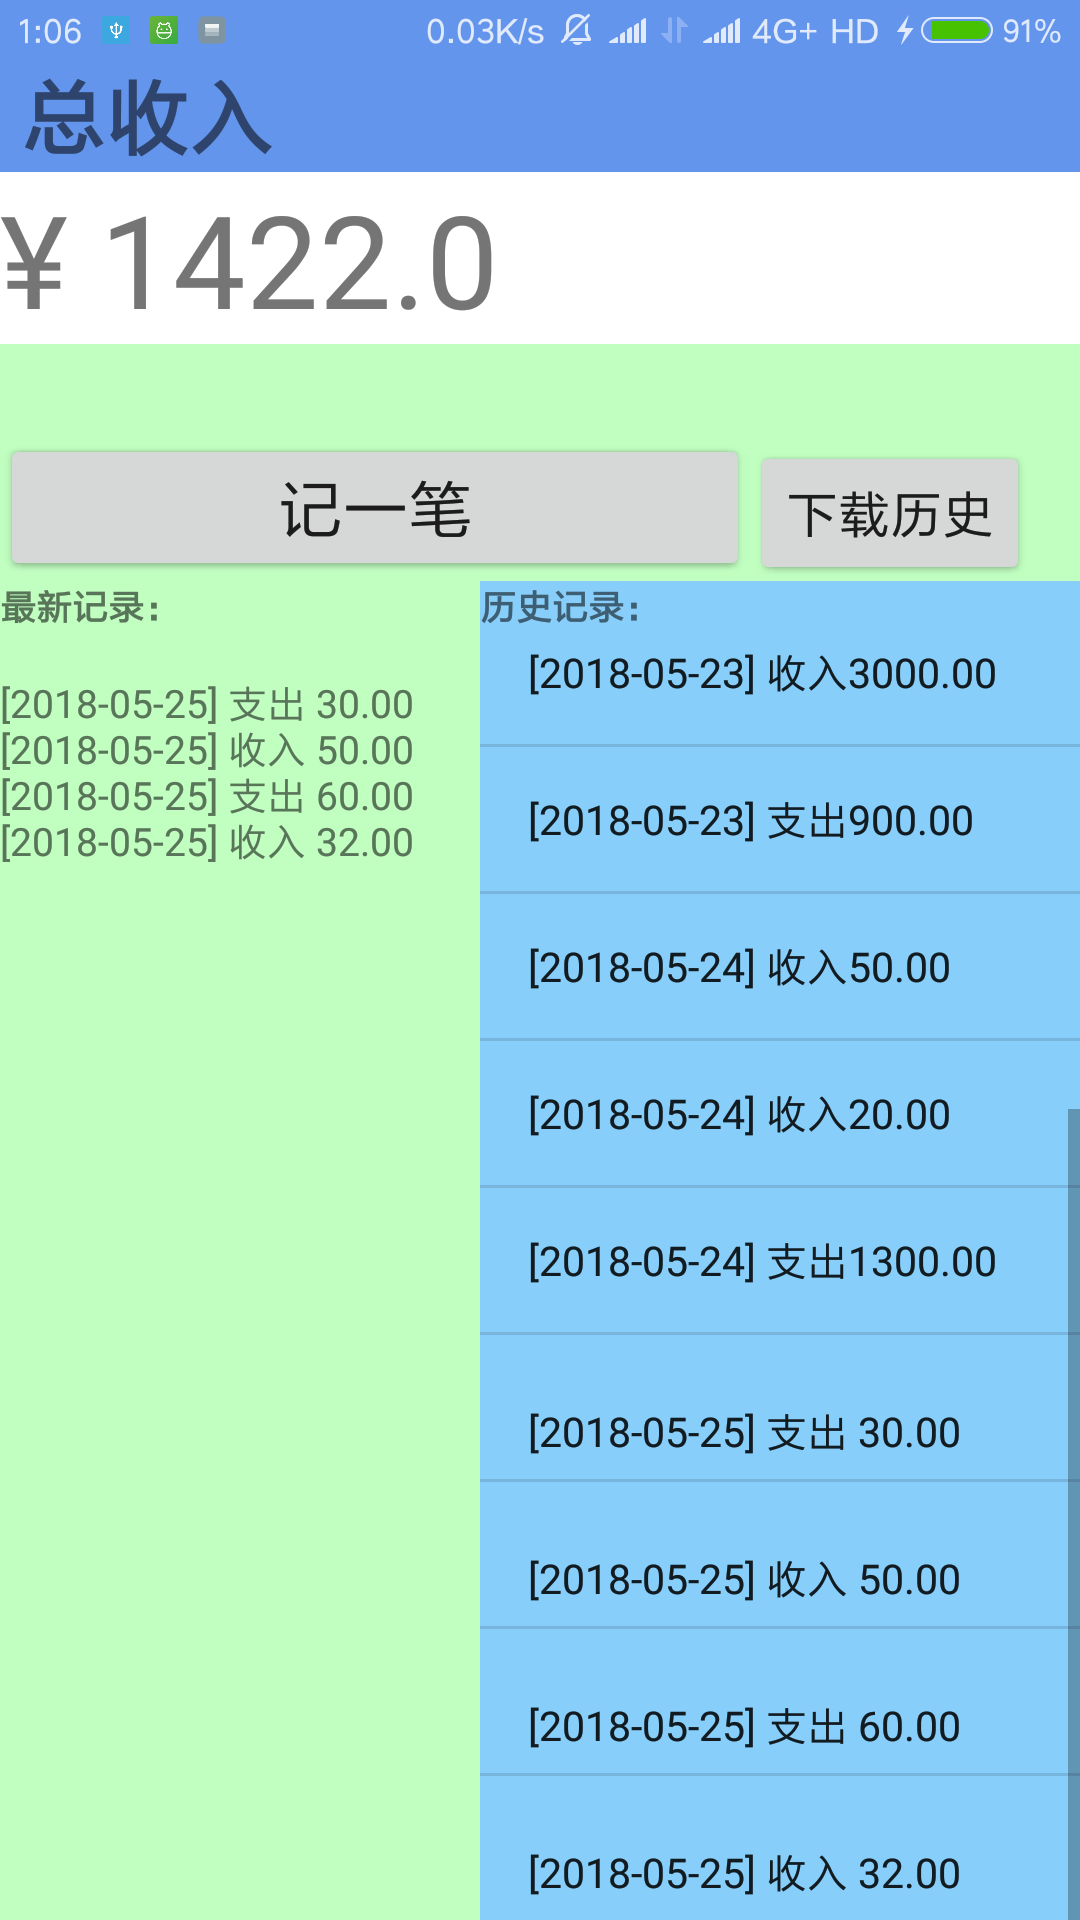 1:06 0.03K/s 4G+ HD 91%
总收入
¥ 1422.0
记一笔
下载历史
最新记录：
[2018-05-25] 支出 30.00
[2018-05-25] 收入 50.00
[2018-05-25] 支出 60.00
[2018-05-25] 收入 32.00
历史记录：
[2018-05-23] 收入3000.00
[2018-05-23] 支出900.00
[2018-05-24] 收入50.00
[2018-05-24] 收入20.00
[2018-05-24] 支出1300.00
[2018-05-25] 支出 30.00
[2018-05-25] 收入 50.00
[2018-05-25] 支出 60.00
[2018-05-25] 收入 32.00